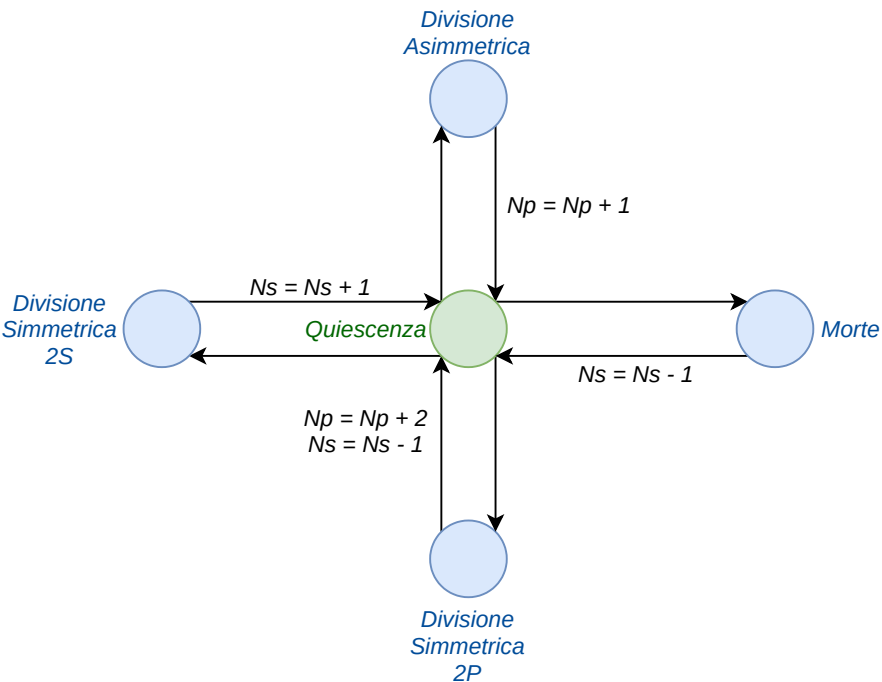 Divisione
Asimmetrica
Np = Np + 1
Ns = Ns + 1
Divisione
Simmetrica
2S
Quiescenza
Morte
Ns = Ns - 1
Np = Np + 2
Ns = Ns - 1
Divisione
Simmetrica
2P